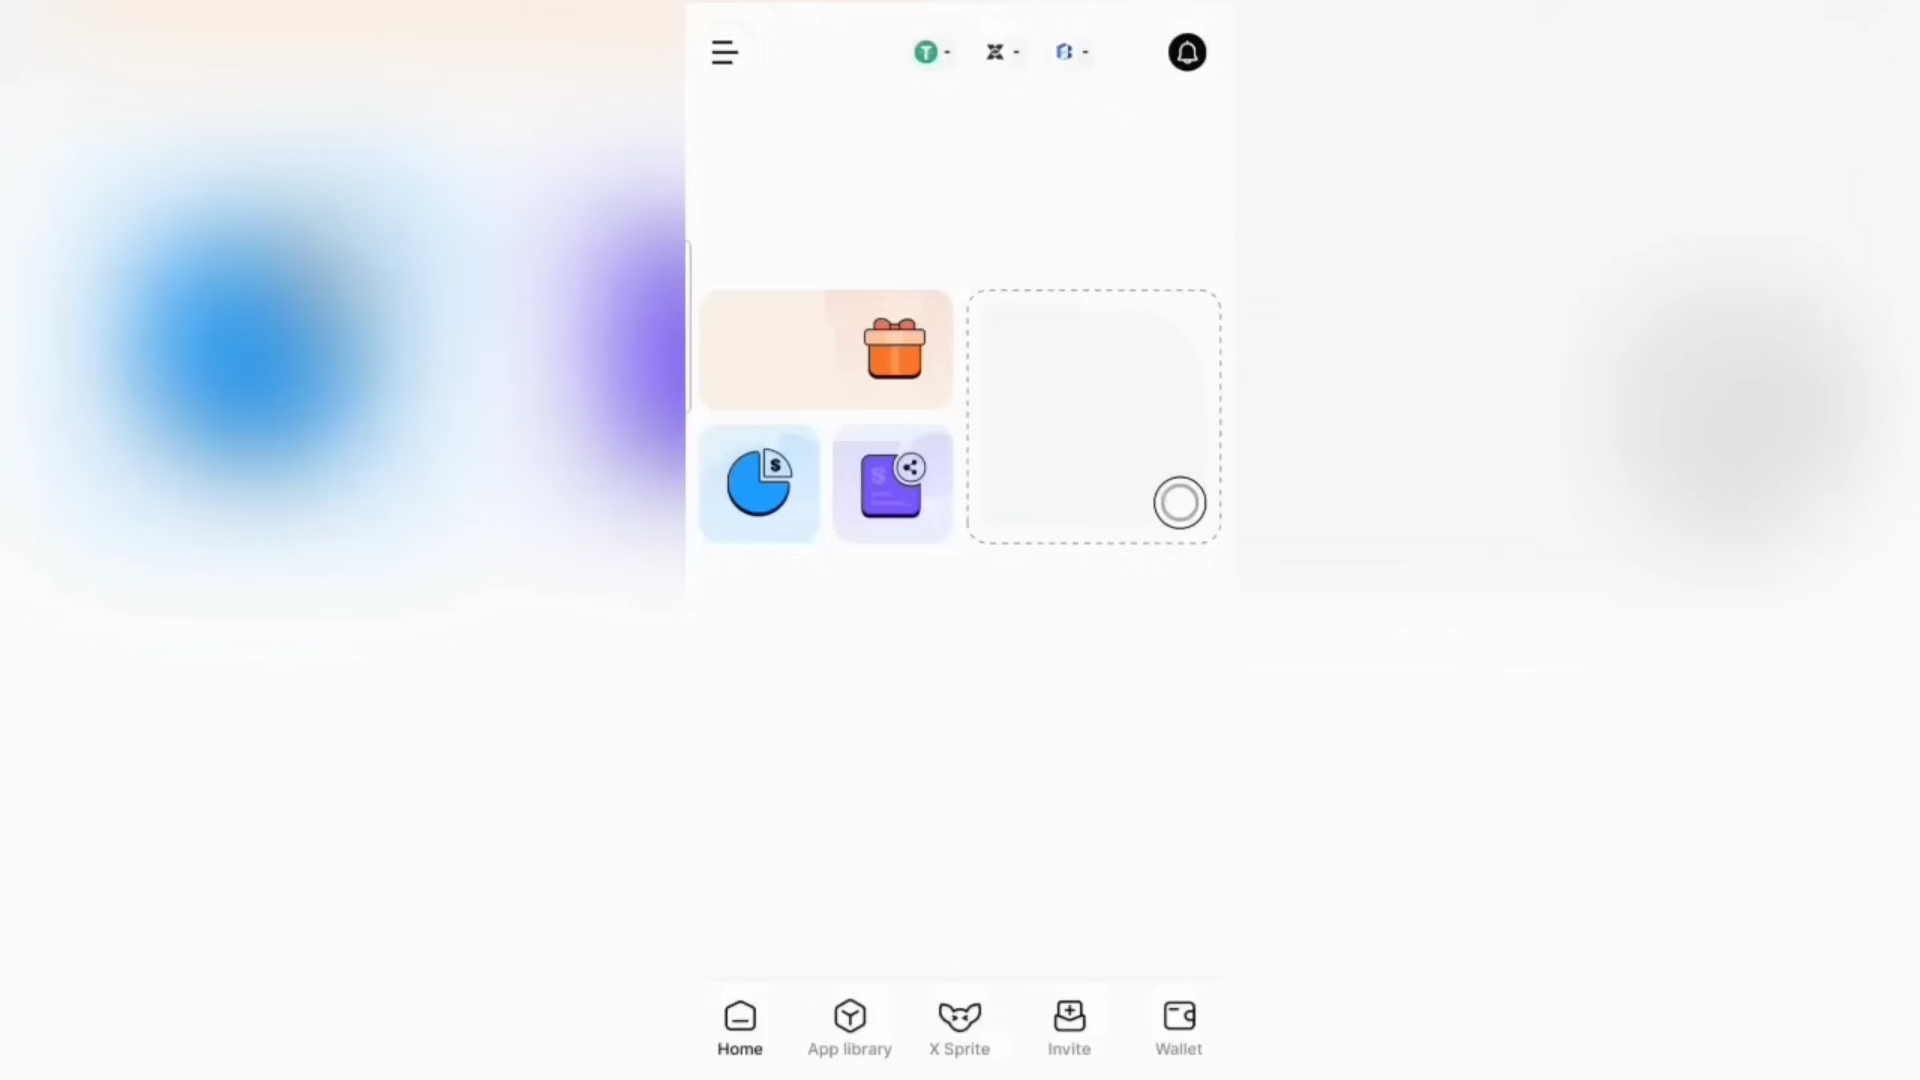 - - -
$
$
Home App library X Sprite Invite Wallet